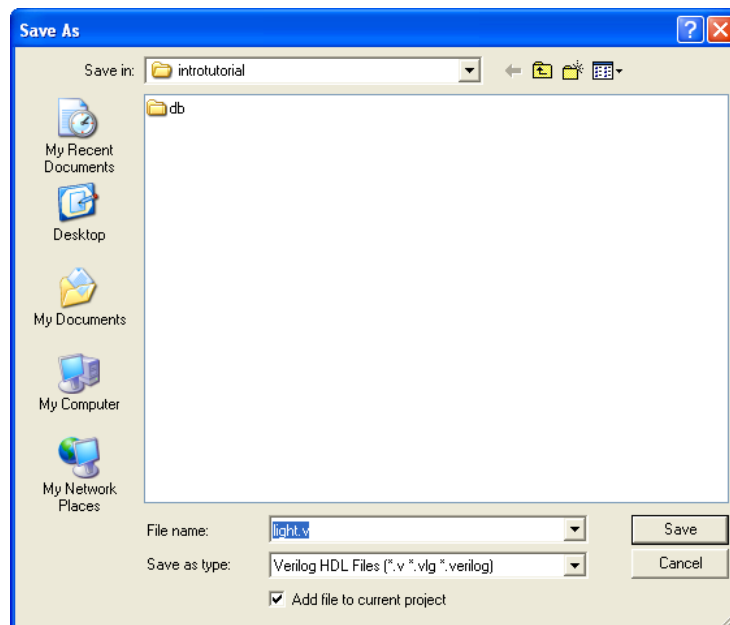 Save As
Save in: introtutorial
db
My Recent
Documents
Desktop
My Documents
My Computer
My Network
Places
File name: light.v
Save
Save as type: Verilog HDL Files (*.v *.vlg *.verilog)
Cancel
Add file to current project